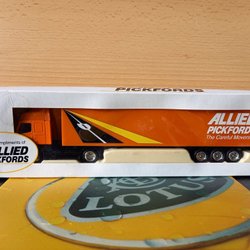 PICKFORDS
compliments of
ALLIED
PICKFORDS
ALLIED
PICKFORDS
The Careful Movers
LOTUS